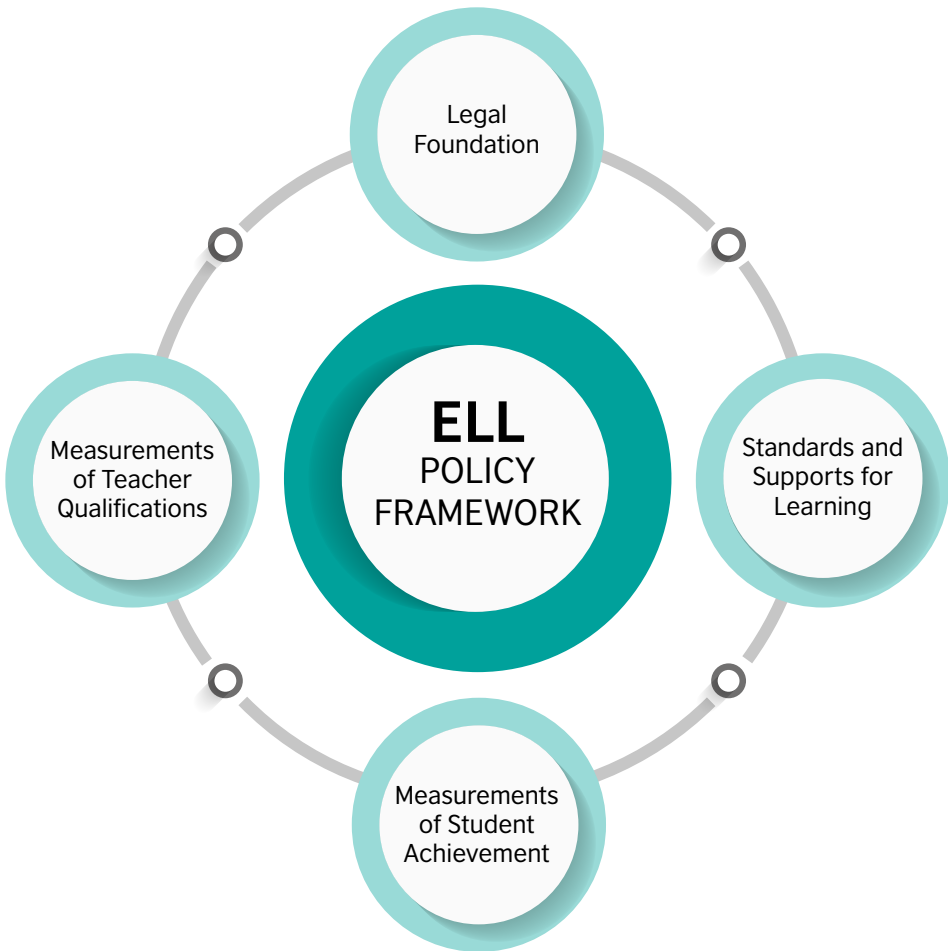 Legal
Foundation
ELL
POLICY
FRAMEWORK
Measurements
of Teacher
Qualifications
Standards and
Supports for
Learning
Measurements
of Student
Achievement